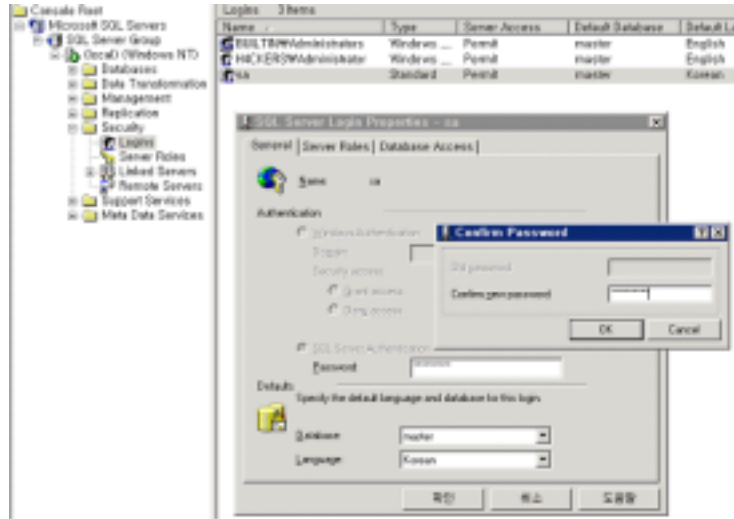 Console Root
Microsoft SQL Servers
SQL Server Group
(local) (Windows NT)
Databases
Data Transformation
Management
Replication
Security
Logins
Server Roles
Linked Servers
Remote Servers
Support Services
Meta Data Services
Logins 3 Items
Name Type Server Access Default Database Default L
BUILTIN₩Administrators Windows ... Permit master English
HACKERS₩Administrator Windows ... Permit master English
sa Standard Permit master Korean
SQL Server Login Properties - sa
General Server Roles Database Access
Name sa
Authentication
Windows Authentication
Domain
Security access
Grant access
Deny access
SQL Server Authentication
Password
Defaults
Specify the default language and database for this login.
Database master
Language Korean
확인 취소 도움말
Confirm Password
Old password
Confirm new password
OK Cancel